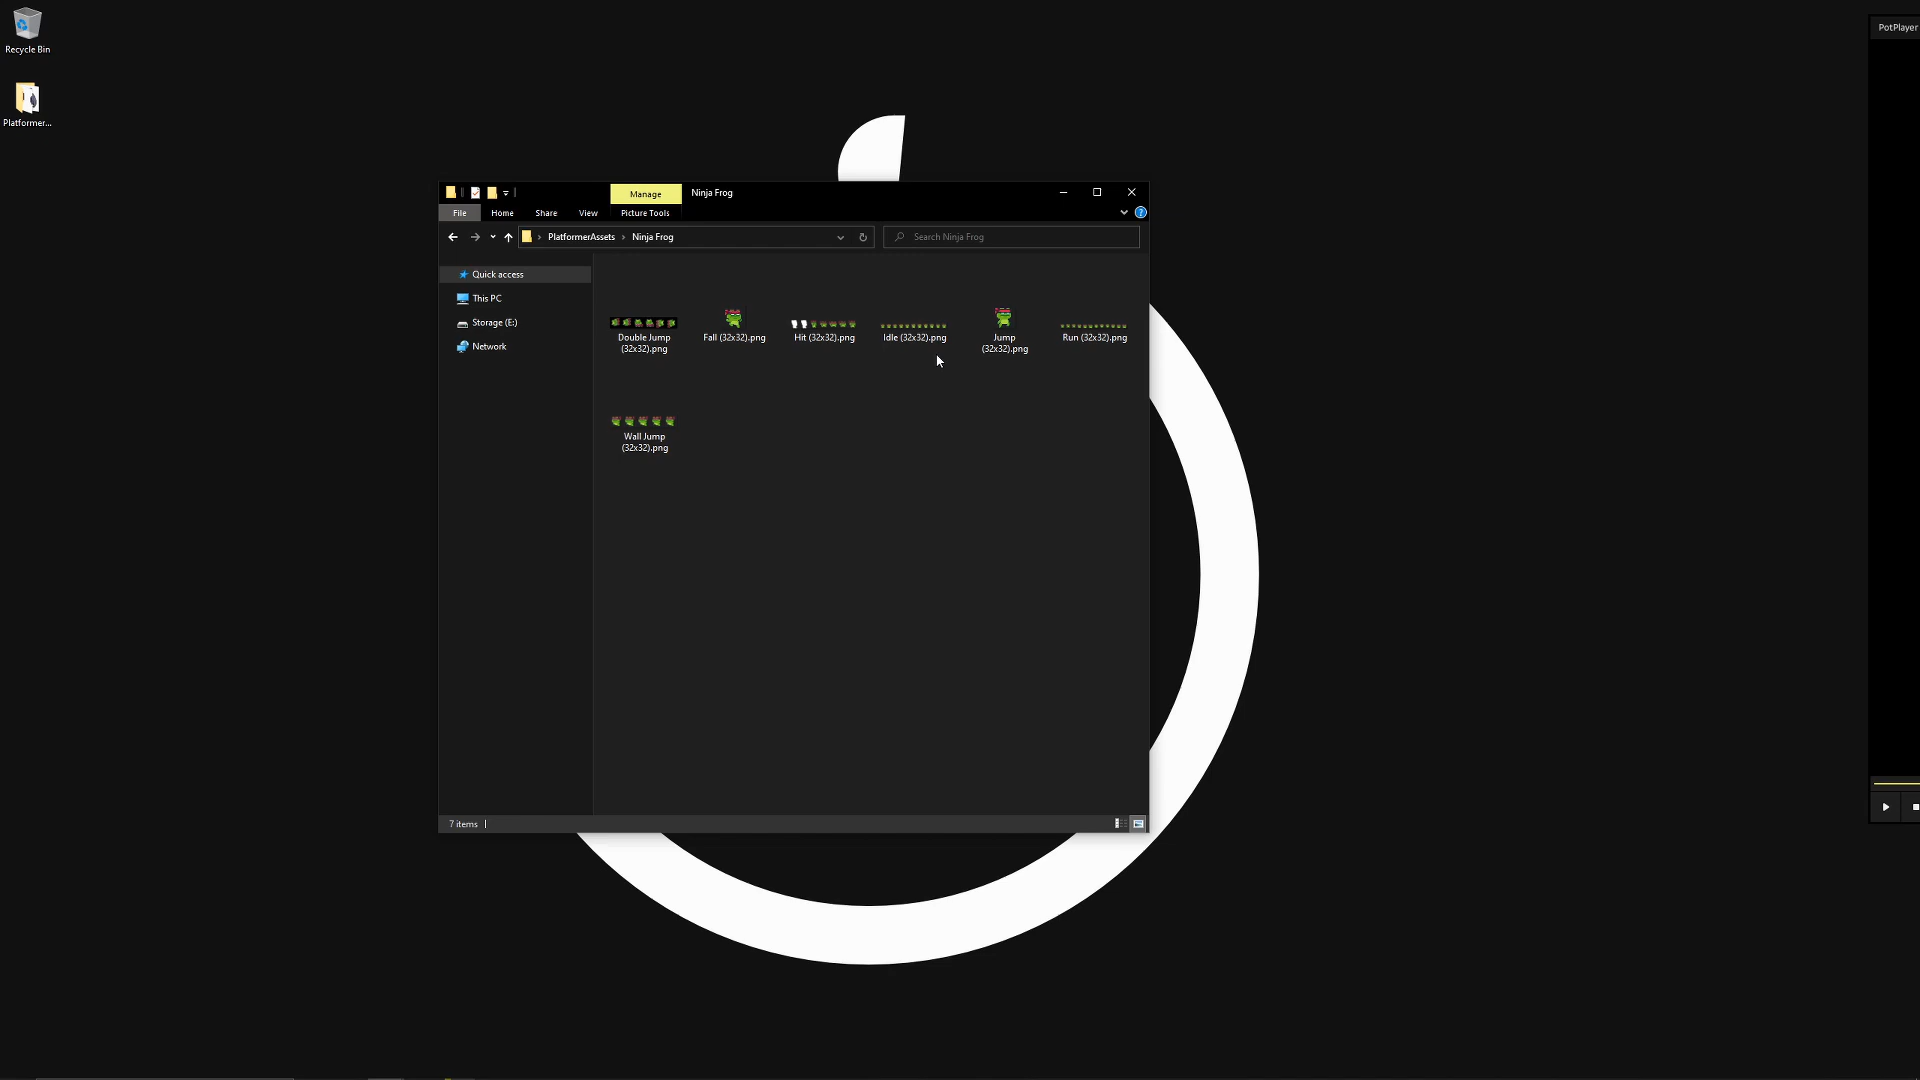 Recycle Bin
Platformer...
PotPlayer
Manage
Ninja Frog
File
Home
Share
View
Picture Tools
PlatformerAssets
Ninja Frog
Search Ninja Frog
Quick access
This PC
Storage (E:)
Network
Double Jump
(32x32).png
Fall (32x32).png
Hit (32x32).png
Idle (32x32).png
Jump
(32x32).png
Run (32x32).png
Wall Jump
(32x32).png
7 items